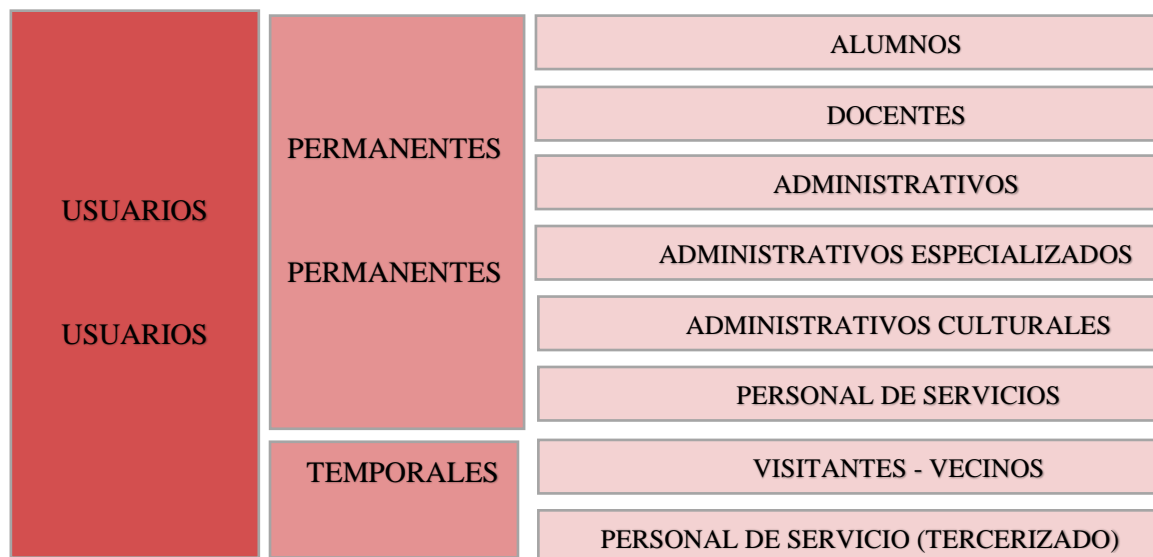 USUARIOS
USUARIOS
PERMANENTES
PERMANENTES
TEMPORALES
ALUMNOS
DOCENTES
ADMINISTRATIVOS
ADMINISTRATIVOS ESPECIALIZADOS
ADMINISTRATIVOS CULTURALES
PERSONAL DE SERVICIOS
VISITANTES - VECINOS
PERSONAL DE SERVICIO (TERCERIZADO)